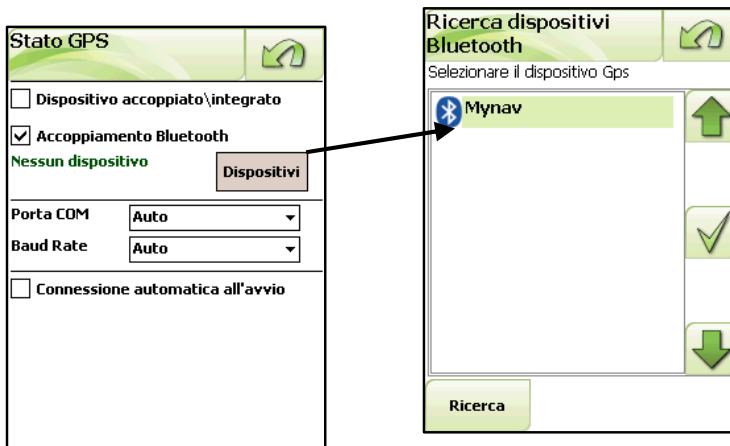 Stato GPS
Dispositivo accoppiato\integrato
Accoppiamento Bluetooth
Nessun dispositivo
Dispositivi
Porta COM
Auto
Baud Rate
Auto
Connessione automatica all'avvio
Ricerca dispositivi
Bluetooth
Selezionare il dispositivo Gps
Mynav
Ricerca